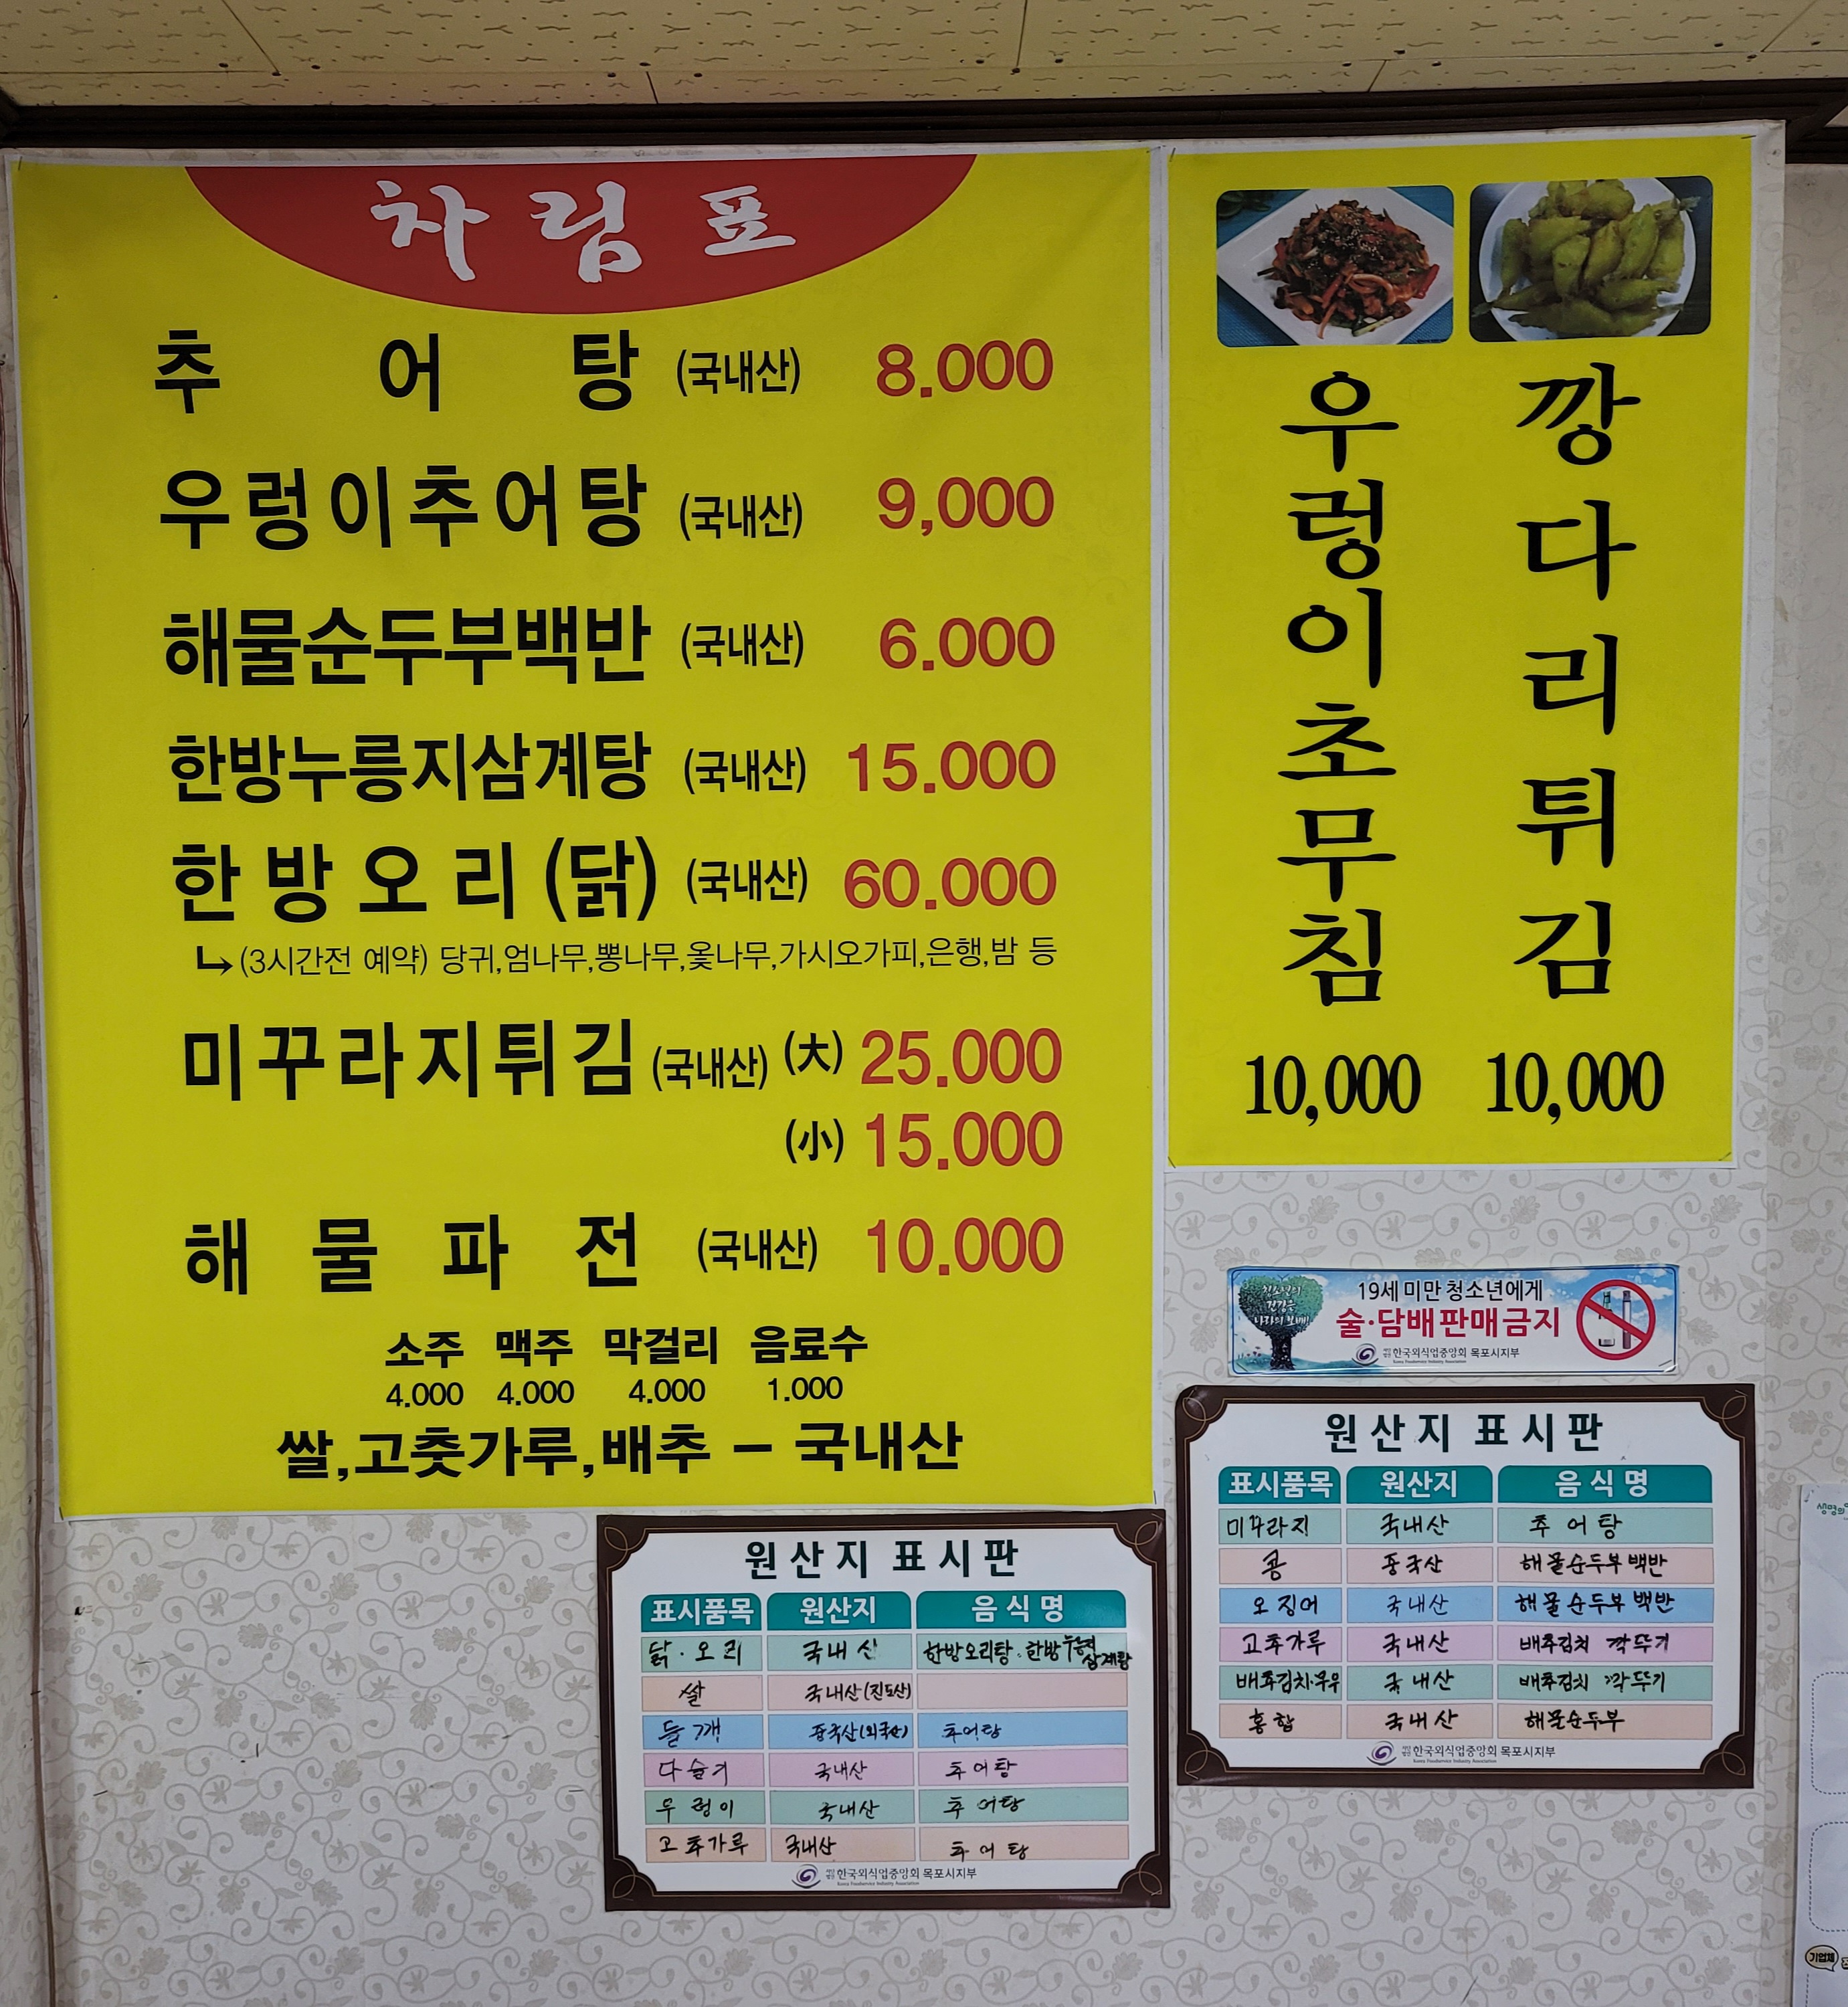 차림표
추어탕 (국내산) 8.000
우렁이추어탕 (국내산) 9,000
해물순두부백반 (국내산) 6.000
한방누릉지삼계탕 (국내산) 15.000
한방오리(닭) (국내산) 60.000
(3시간전 예약) 당귀,엄나무,뽕나무,옻나무,가시오가피,은행,밤 등
미꾸라지튀김 (국내산) (大) 25.000
(小) 15.000
해물파전 (국내산) 10.000
소주 맥주 막걸리 음료수
4.000 4.000 4.000 1.000
쌀,고춧가루,배추 – 국내산
우렁이초무침
10,000
깡다리튀김
10,000
19세 미만 청소년에게
술·담배 판매금지
한국외식업중앙회 목포시지부
원산지 표시판
표시품목 원산지 음식명
미꾸라지 국내산 추어탕
콩 중국산 해물순두부백반
오징어 국내산 해물순두부백반
고추가루 국내산 배추김치 깍두기
배추김치·무우 국내산 배추김치 깍두기
홍합 국내산 해물순두부
한국외식업중앙회 목포시지부
Korea Foodservice Industry Association
원산지 표시판
표시품목 원산지 음식명
닭·오리 국내산 한방오리탕·한방누릉지삼계탕
쌀 국내산(진도산)
들깨 중국산(외국산) 추어탕
다슬기 국내산 추어탕
우렁이 국내산 추어탕
고추가루 국내산 추어탕
한국외식업중앙회 목포시지부
Korea Foodservice Industry Association
기업체